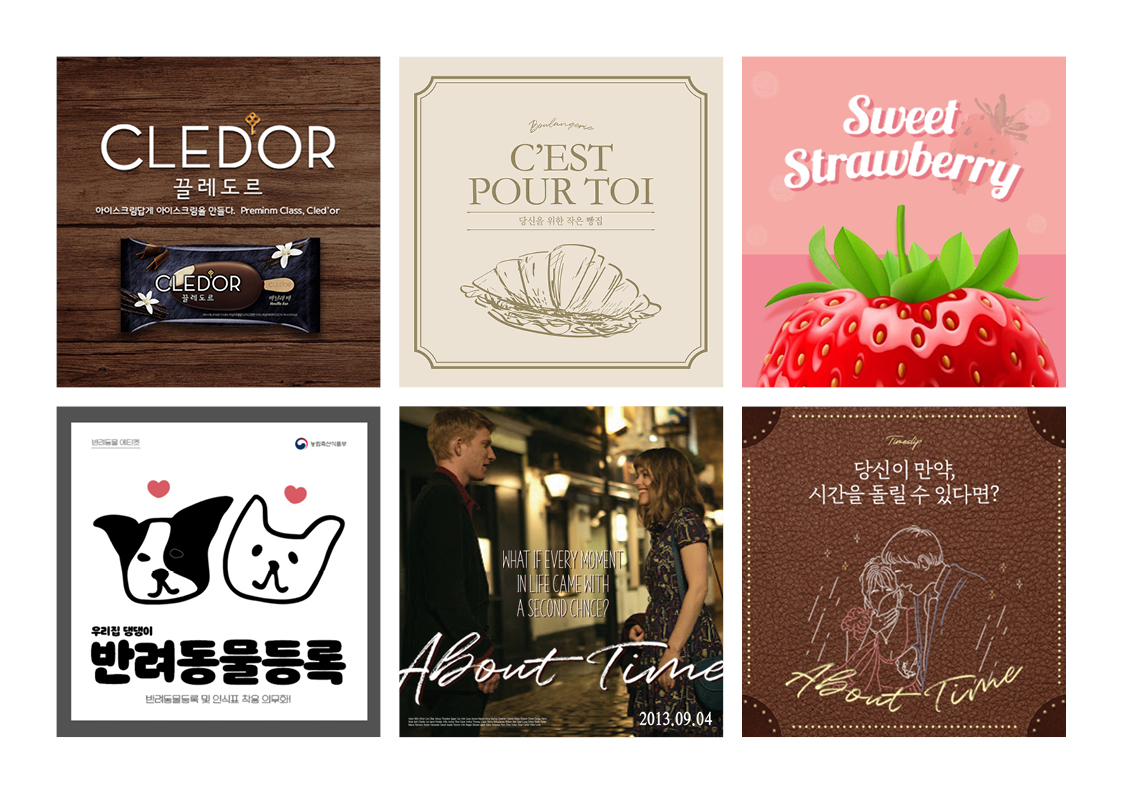 CLEDOR
끌레도르
아이스크림답게 아이스크림을 만들다. Preminm Class, Cled'or
CLEDOR
끌레도르
바닐라바
Vanilla Bar
Boulangerie
C'EST
POUR TOI
당신을 위한 작은 빵집
Sweet
Strawberry
반려동물 에티켓
농림축산식품부
우리집 댕댕이
반려동물등록
반려동물등록 및 인식표 착용 의무화!
WHAT IF EVERY MOMENT
IN LIFE CAME WITH
A SECOND CHNCE?
About Time
2013.09.04
Timeslip
당신이 만약,
시간을 돌릴 수 있다면?
About Time